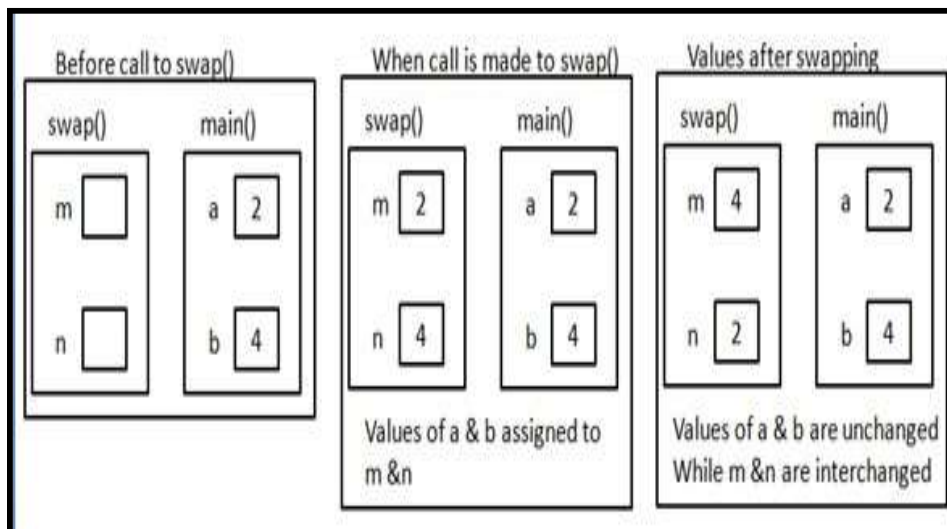 Before call to swap()
swap() main()
m a 2
n b 4
When call is made to swap()
swap() main()
m 2 a 2
n 4 b 4
Values of a & b assigned to
m &n
Values after swapping
swap() main()
m 4 a 2
n 2 b 4
Values of a & b are unchanged
While m &n are interchanged